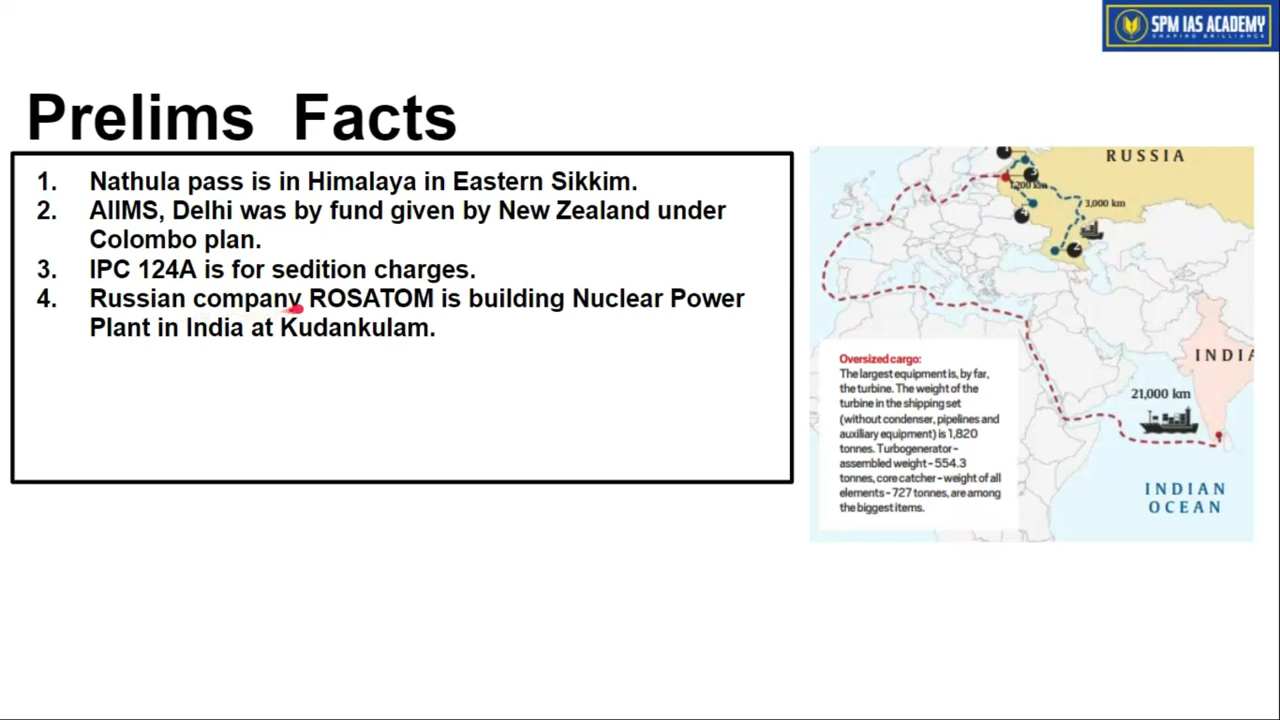 SPM IAS ACADEMY
SHAPING BRILLIANCE
Prelims Facts
1. Nathula pass is in Himalaya in Eastern Sikkim.
2. AIIMS, Delhi was by fund given by New Zealand under
Colombo plan.
3. IPC 124A is for sedition charges.
4. Russian company ROSATOM is building Nuclear Power
Plant in India at Kudankulam.
RUSSIA
1,200 km
3,000 km
INDIA
Oversized cargo:
The largest equipment is, by far,
the turbine. The weight of the
turbine in the shipping set
(without condenser, pipelines and
auxiliary equipment) is 1,820
tonnes. Turbogenerator-
assembled weight - 554.3
tonnes, core catcher - weight of all
elements - 727 tonnes, are among
the biggest items.
21,000 km
INDIAN
OCEAN